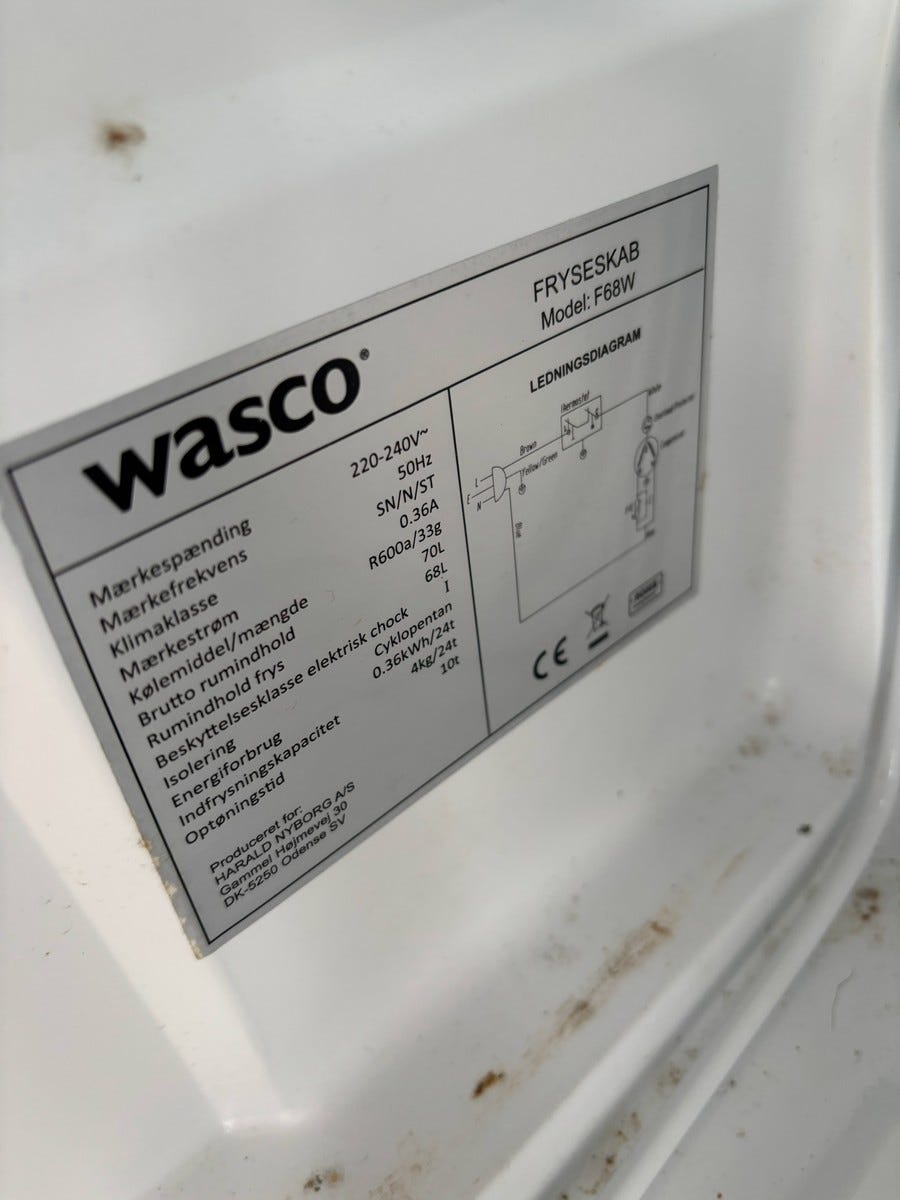 wasco®
FRYSESKAB
Model: F68W
Mærkespænding 220-240V~
Mærkefrekvens 50Hz
Klimaklasse SN/N/ST
Mærkestrøm 0.36A
Kølemiddel/mængde R600a/33g
Brutto rumindhold 70L
Rumindhold frys 68L
Beskyttelsesklasse elektrisk chock I
Isolering Cyklopentan
Energiforbrug 0.36kWh/24t
Indfrysningskapacitet 4kg/24t
Optøningstid 10t
Produceret for:
HARALD NYBORG A/S
Gammel Højmevej 30
DK-5250 Odense SV
LEDNINGSDIAGRAM
Thermostat
White
Brown
Yellow/Green
L
E
N
CE